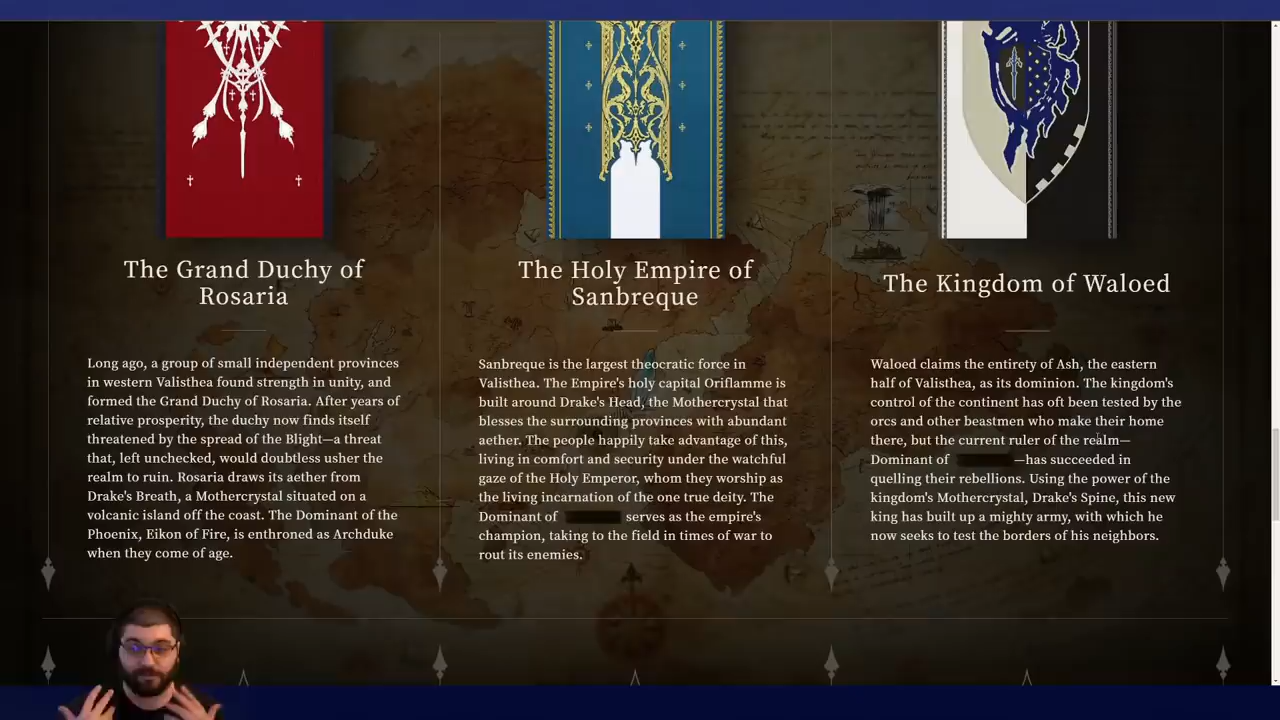 The Grand Duchy of
Rosaria
Long ago, a group of small independent provinces
in western Valisthea found strength in unity, and
formed the Grand Duchy of Rosaria. After years of
relative prosperity, the duchy now finds itself
threatened by the spread of the Blight—a threat
that, left unchecked, would doubtless usher the
realm to ruin. Rosaria draws its aether from
Drake's Breath, a Mothercrystal situated on a
volcanic island off the coast. The Dominant of the
Phoenix, Eikon of Fire, is enthroned as Archduke
when they come of age.
The Holy Empire of
Sanbreque
Sanbreque is the largest theocratic force in
Valisthea. The Empire's holy capital Oriflamme is
built around Drake's Head, the Mothercrystal that
blesses the surrounding provinces with abundant
aether. The people happily take advantage of this,
living in comfort and security under the watchful
gaze of the Holy Emperor, whom they worship as
the living incarnation of the one true deity. The
Dominant of serves as the empire's
champion, taking to the field in times of war to
rout its enemies.
The Kingdom of Waloed
Waloed claims the entirety of Ash, the eastern
half of Valisthea, as its dominion. The kingdom's
control of the continent has oft been tested by the
orcs and other beastmen who make their home
there, but the current ruler of the realm—
Dominant of —has succeeded in
quelling their rebellions. Using the power of the
kingdom's Mothercrystal, Drake's Spine, this new
king has built up a mighty army, with which he
now seeks to test the borders of his neighbors.